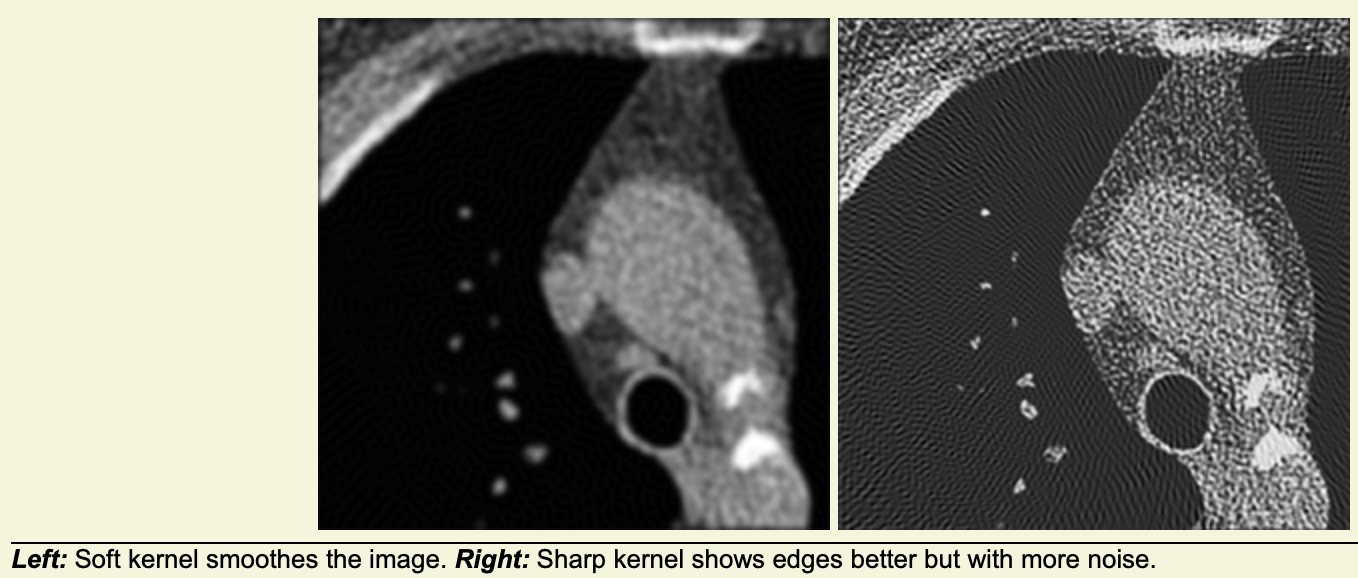 Left: Soft kernel smoothes the image. Right: Sharp kernel shows edges better but with more noise.